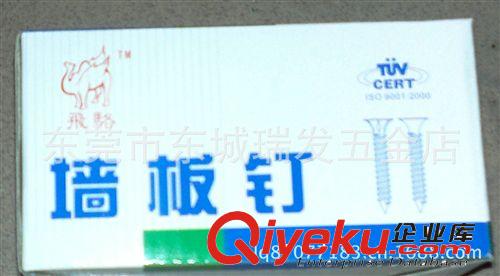 TM
飛駱
TÜV
CERT
ISO 9001:2000
东莞市东城瑞发五金店
墙板钉
Qiyeku.com
企业库